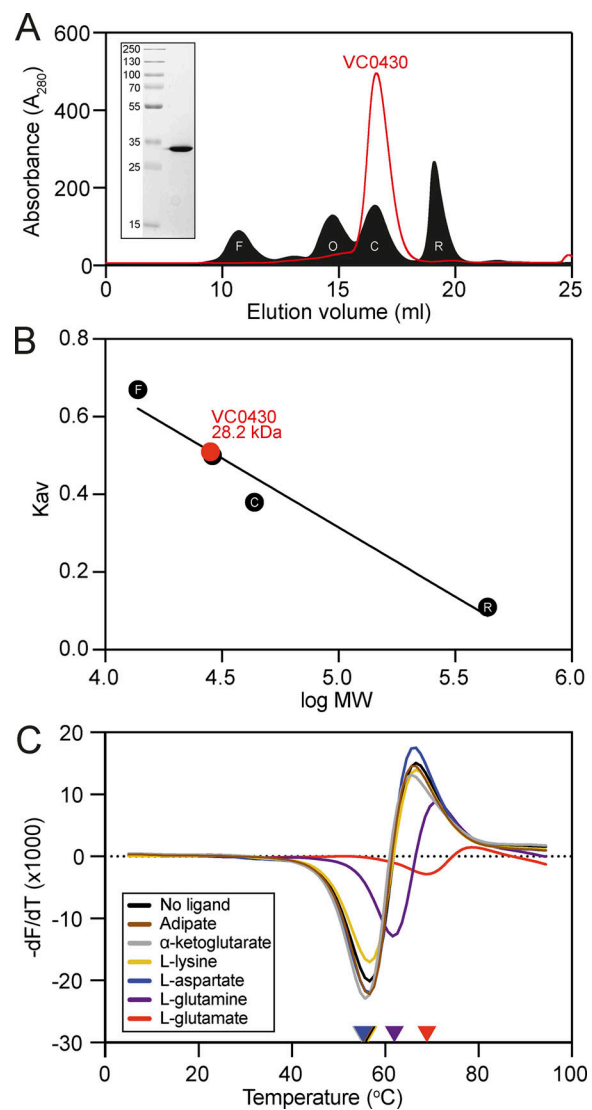 A
600
400
200
0
Absorbance (A280)
250
130
100
70
55
35
25
15
VC0430
F
O
C
R
0
5
10
15
20
25
Elution volume (ml)
B
0.8
0.6
0.4
0.2
0.0
Kav
F
VC0430
28.2 kDa
C
R
4.0
4.5
5.0
5.5
6.0
log MW
C
20
10
0
-10
-20
-30
-dF/dT (x1000)
No ligand
Adipate
α-ketoglutarate
L-lysine
L-aspartate
L-glutamine
L-glutamate
0
20
40
60
80
100
Temperature (oC)